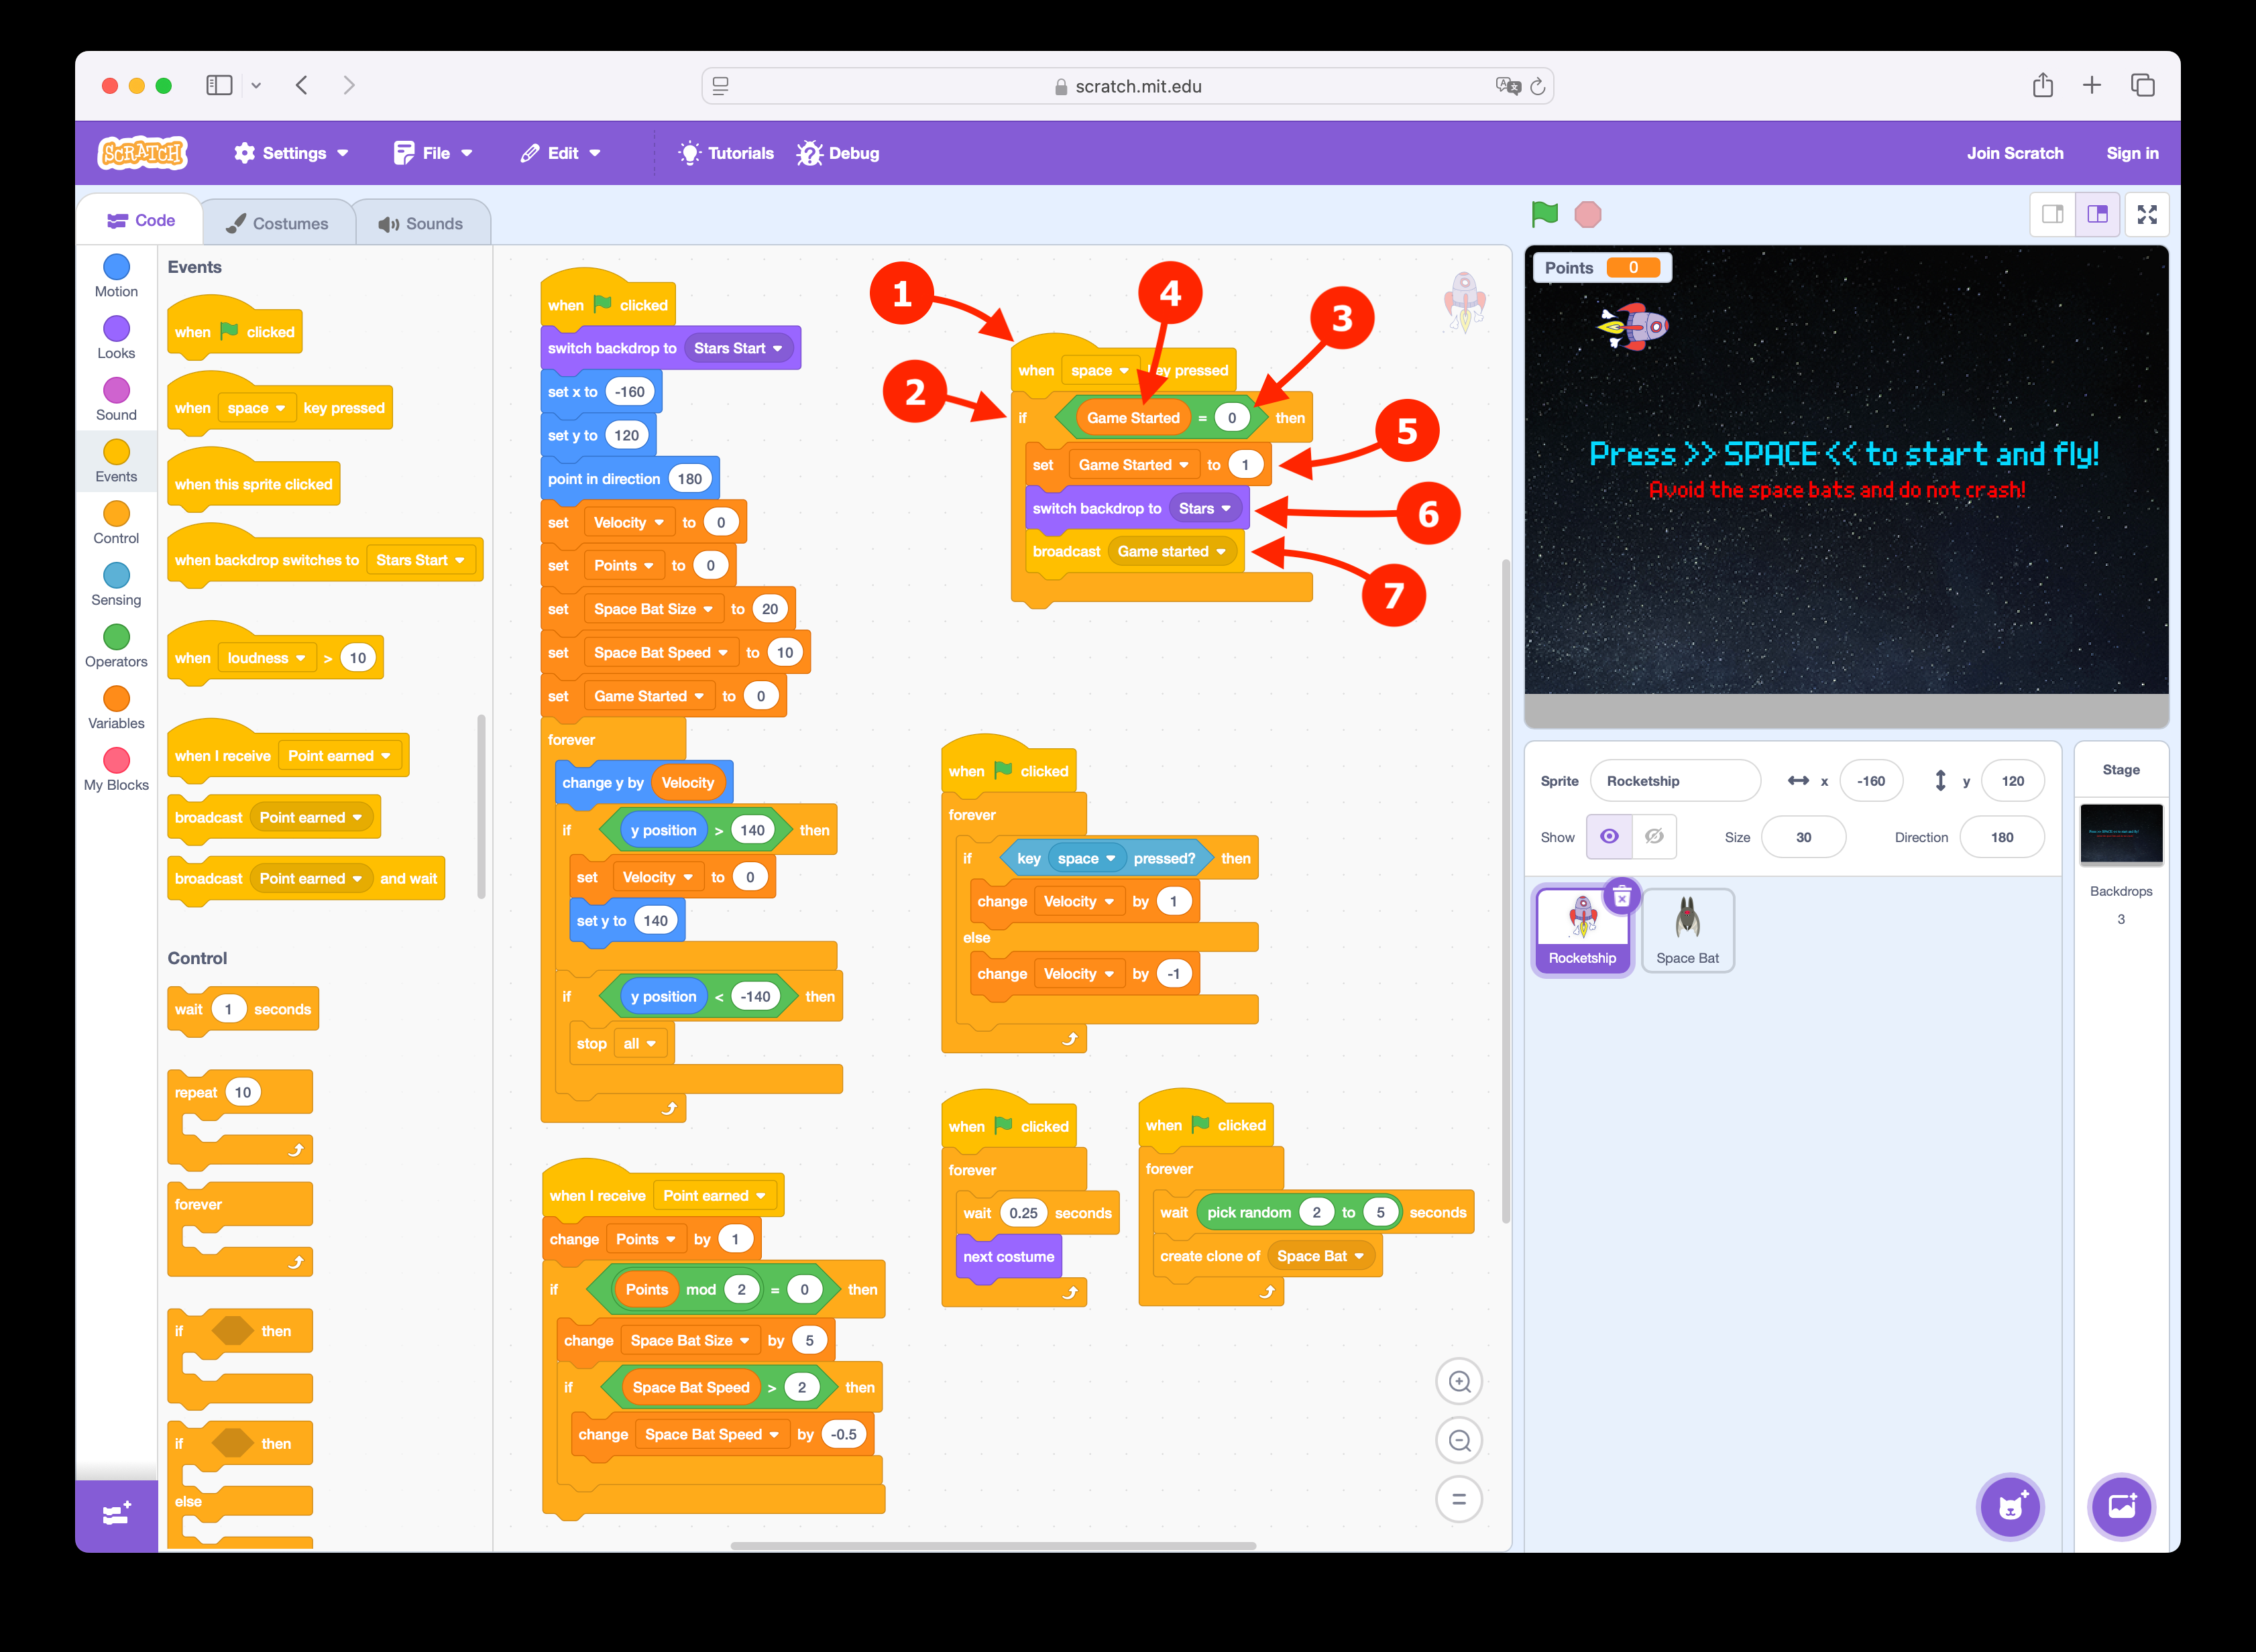 scratch.mit.edu
SCRATCH Settings File Edit Tutorials Debug Join Scratch Sign in
Code Costumes Sounds
Motion
Looks
Sound
Events
Control
Sensing
Operators
Variables
My Blocks
Events
when clicked
when space key pressed
when this sprite clicked
when backdrop switches to Stars Start
when loudness > 10
when I receive Point earned
broadcast Point earned
broadcast Point earned and wait
Control
wait 1 seconds
repeat 10
forever
if then
if then
else
when clicked
switch backdrop to Stars Start
set x to -160
set y to 120
point in direction 180
set Velocity to 0
set Points to 0
set Space Bat Size to 20
set Space Bat Speed to 10
set Game Started to 0
forever
change y by Velocity
if y position > 140 then
set Velocity to 0
set y to 140
if y position < -140 then
stop all
when I receive Point earned
change Points by 1
if Points mod 2 = 0 then
change Space Bat Size by 5
if Space Bat Speed > 2 then
change Space Bat Speed by -0.5
1
2
3
4
5
6
7
when space key pressed
if Game Started = 0 then
set Game Started to 1
switch backdrop to Stars
broadcast Game started
when clicked
forever
if key space pressed? then
change Velocity by 1
else
change Velocity by -1
when clicked
forever
wait 0.25 seconds
next costume
when clicked
forever
wait pick random 2 to 5 seconds
create clone of Space Bat
Points 0
Press >> SPACE << to start and fly!
Avoid the space bats and do not crash!
Sprite Rocketship x -160 y 120
Show Size 30 Direction 180
Rocketship
Space Bat
Stage
Backdrops
3